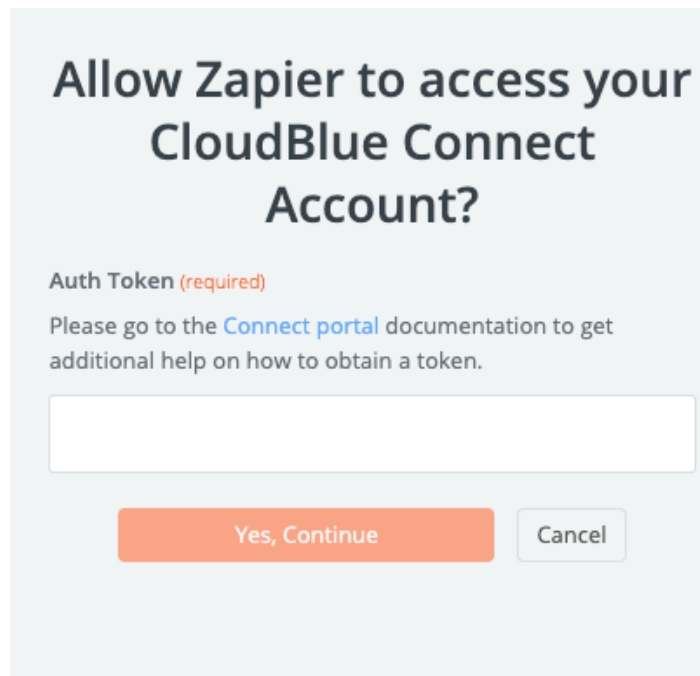 Allow Zapier to access your
CloudBlue Connect
Account?
Auth Token (required)
Please go to the Connect portal documentation to get
additional help on how to obtain a token.
Yes, Continue
Cancel